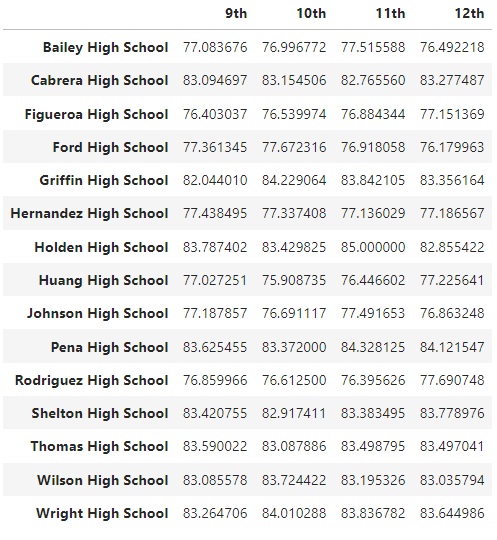 9th 10th 11th 12th
Bailey High School 77.083676 76.996772 77.515588 76.492218
Cabrera High School 83.094697 83.154506 82.765560 83.277487
Figueroa High School 76.403037 76.539974 76.884344 77.151369
Ford High School 77.361345 77.672316 76.918058 76.179963
Griffin High School 82.044010 84.229064 83.842105 83.356164
Hernandez High School 77.438495 77.337408 77.136029 77.186567
Holden High School 83.787402 83.429825 85.000000 82.855422
Huang High School 77.027251 75.908735 76.446602 77.225641
Johnson High School 77.187857 76.691117 77.491653 76.863248
Pena High School 83.625455 83.372000 84.328125 84.121547
Rodriguez High School 76.859966 76.612500 76.395626 77.690748
Shelton High School 83.420755 82.917411 83.383495 83.778976
Thomas High School 83.590022 83.087886 83.498795 83.497041
Wilson High School 83.085578 83.724422 83.195326 83.035794
Wright High School 83.264706 84.010288 83.836782 83.644986